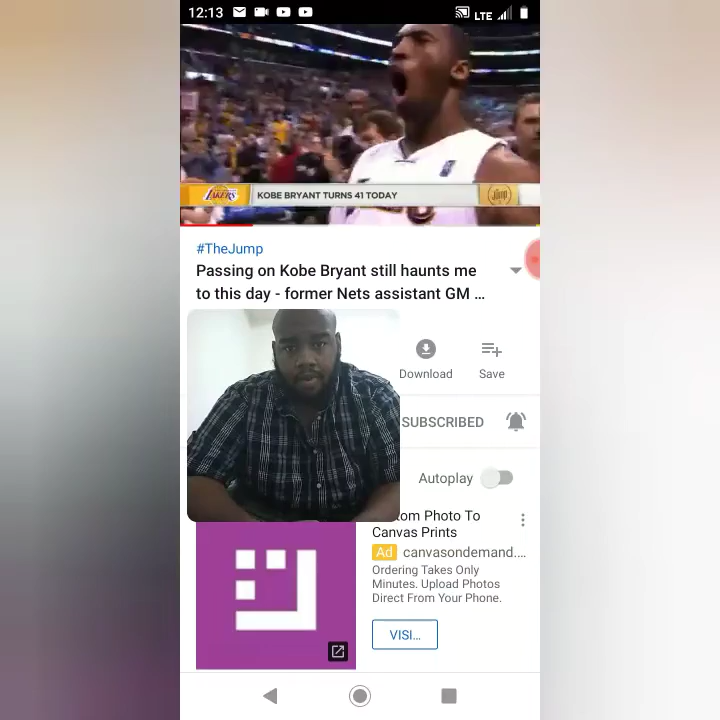 12:13
LTE
LAKERS
KOBE BRYANT TURNS 41 TODAY
Jump
#TheJump
Passing on Kobe Bryant still haunts me
to this day - former Nets assistant GM ...
Download
Save
SUBSCRIBED
Autoplay
tom Photo To
Canvas Prints
Ad canvasondemand....
Ordering Takes Only
Minutes. Upload Photos
Direct From Your Phone.
VISI...